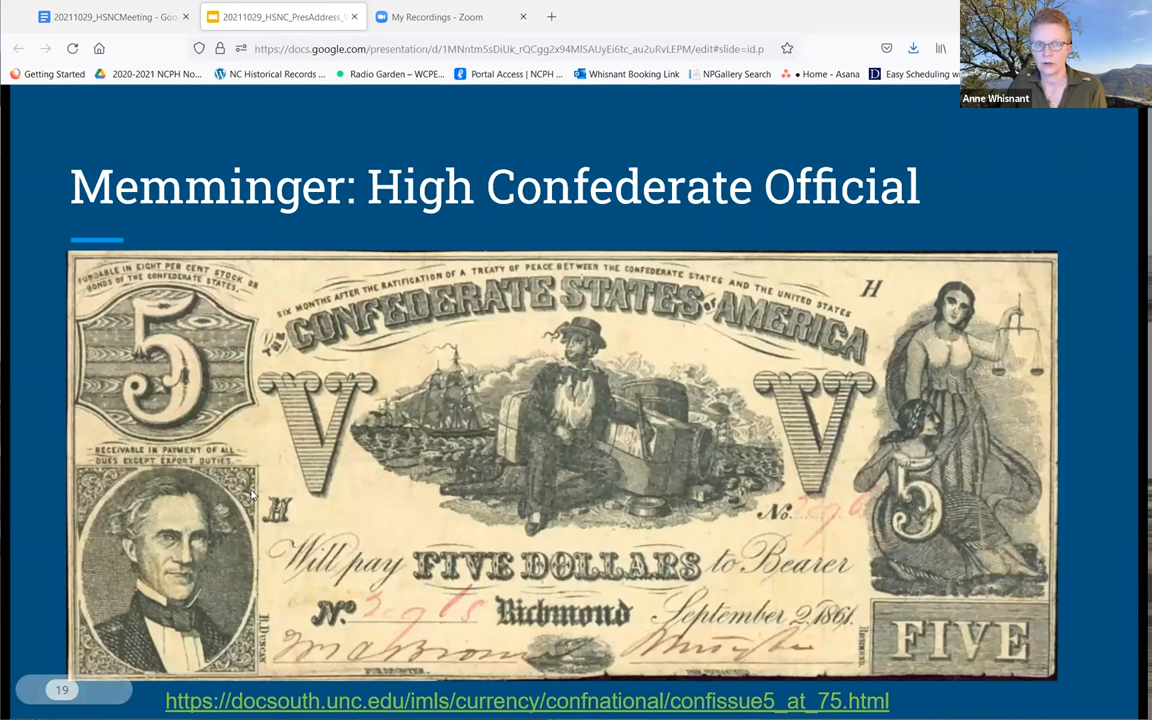 20211029_HSNCMeeting - Goo
20211029_HSNC_PresAddress_
My Recordings - Zoom
https://docs.google.com/presentation/d/1MNntm5sDiUk_rQCgg2x94MlSAUyEi6tc_au2uRvLEPM/edit#slide=id.p
Getting Started
2020-2021 NCPH No...
NC Historical Records ...
Radio Garden – WCPE...
Portal Access | NCPH ...
Whisnant Booking Link
NPGallery Search
• Home - Asana
Easy Scheduling w
Anne Whisnant
Memminger: High Confederate Official
FUNDABLE IN EIGHT PER CENT STOCK OR
BONDS OF THE CONFEDERATE STATES,
SIX MONTHS AFTER THE RATIFICATION OF A TREATY OF PEACE BETWEEN THE CONFEDERATE STATES AND THE UNITED STATES
H
THE CONFEDERATE STATES OF AMERICA
5
V
V
RECEIVABLE IN PAYMENT OF ALL
DUES EXCEPT EXPORT DUTIES.
5
H
No.
Will pay FIVE DOLLARS to Bearer
No. Richmond September 2, 1861.
R. DUNCAN
FIVE
19
https://docsouth.unc.edu/imls/currency/confnational/confissue5_at_75.html